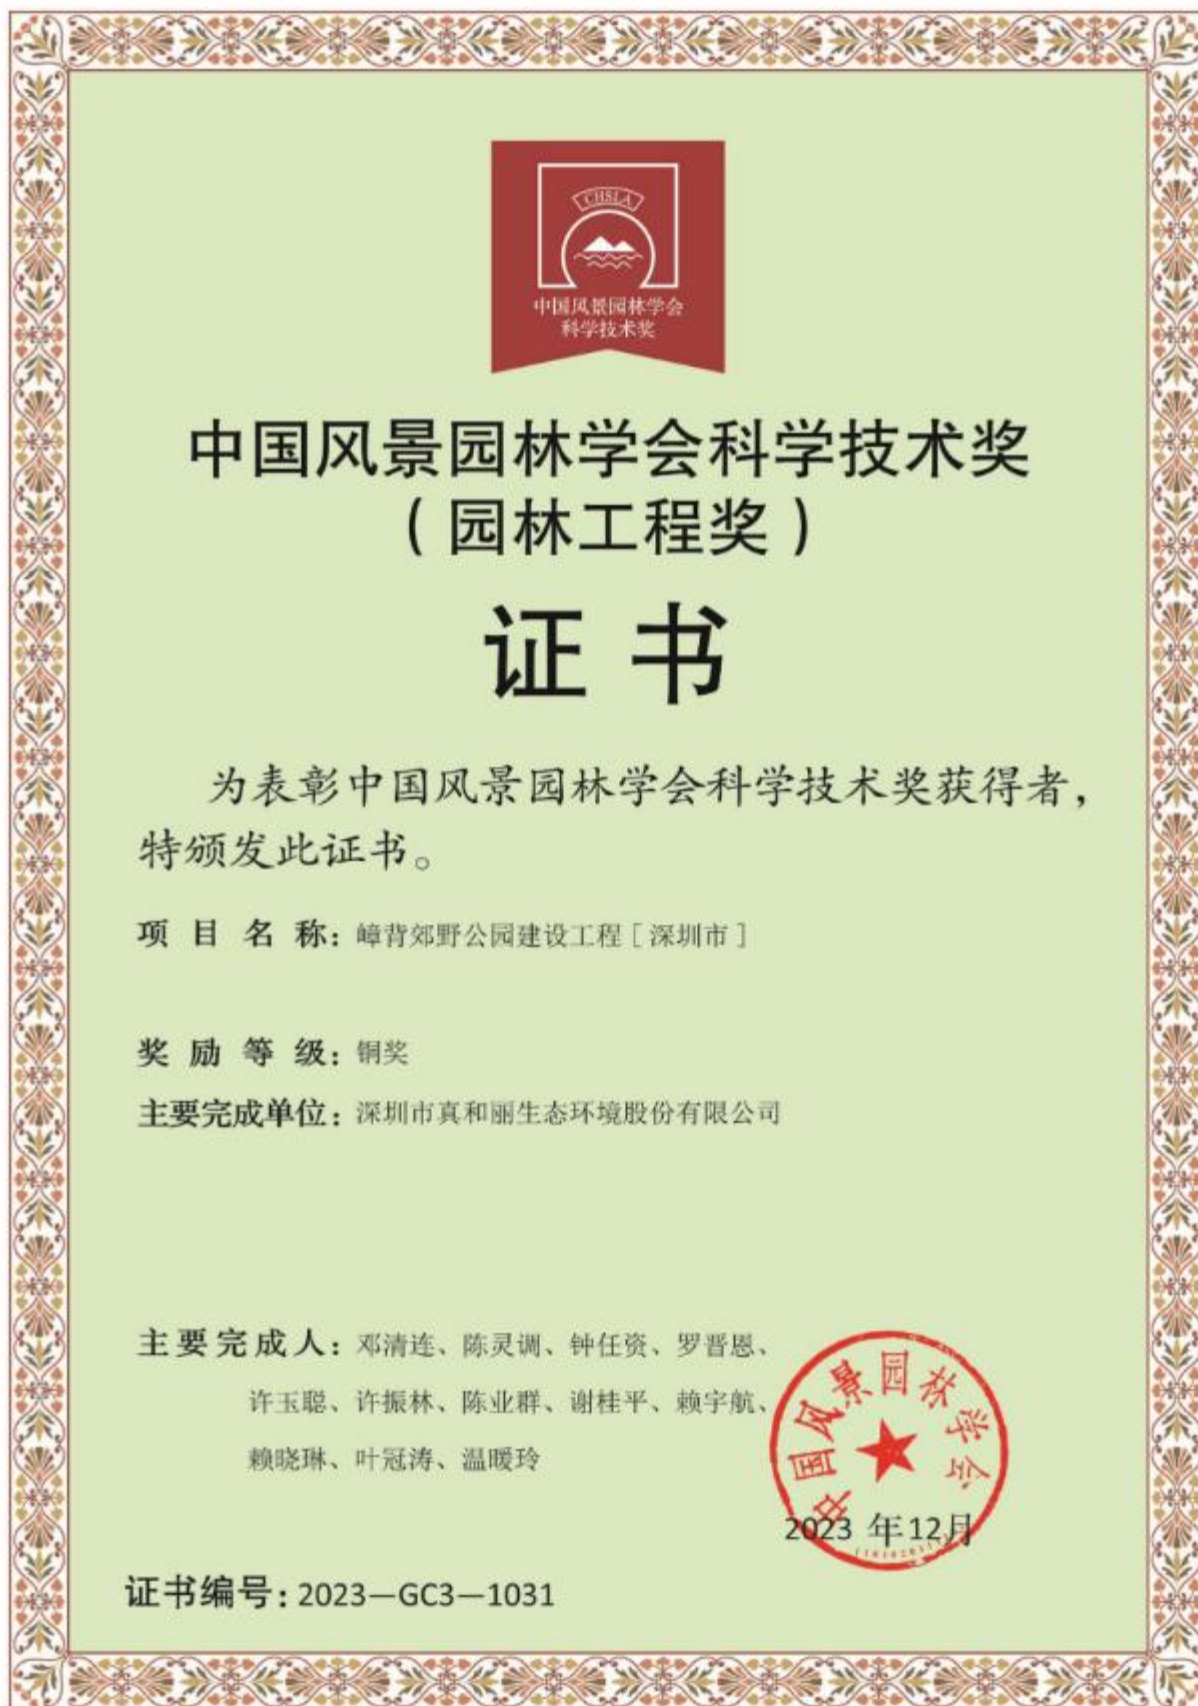 CHSLA
中国风景园林学会
科学技术奖
中国风景园林学会科学技术奖
（园林工程奖）
证书
为表彰中国风景园林学会科学技术奖获得者，
特颁发此证书。
项目名称：嶂背郊野公园建设工程［深圳市］
奖励等级：铜奖
主要完成单位：深圳市真和丽生态环境股份有限公司
主要完成人：邓清连、陈灵调、钟任资、罗晋恩、
许玉聪、许振林、陈业群、谢桂平、赖宇航、
赖晓琳、叶冠涛、温暖玲
中国风景园林学会
2023 年12月
证书编号：2023—GC3—1031